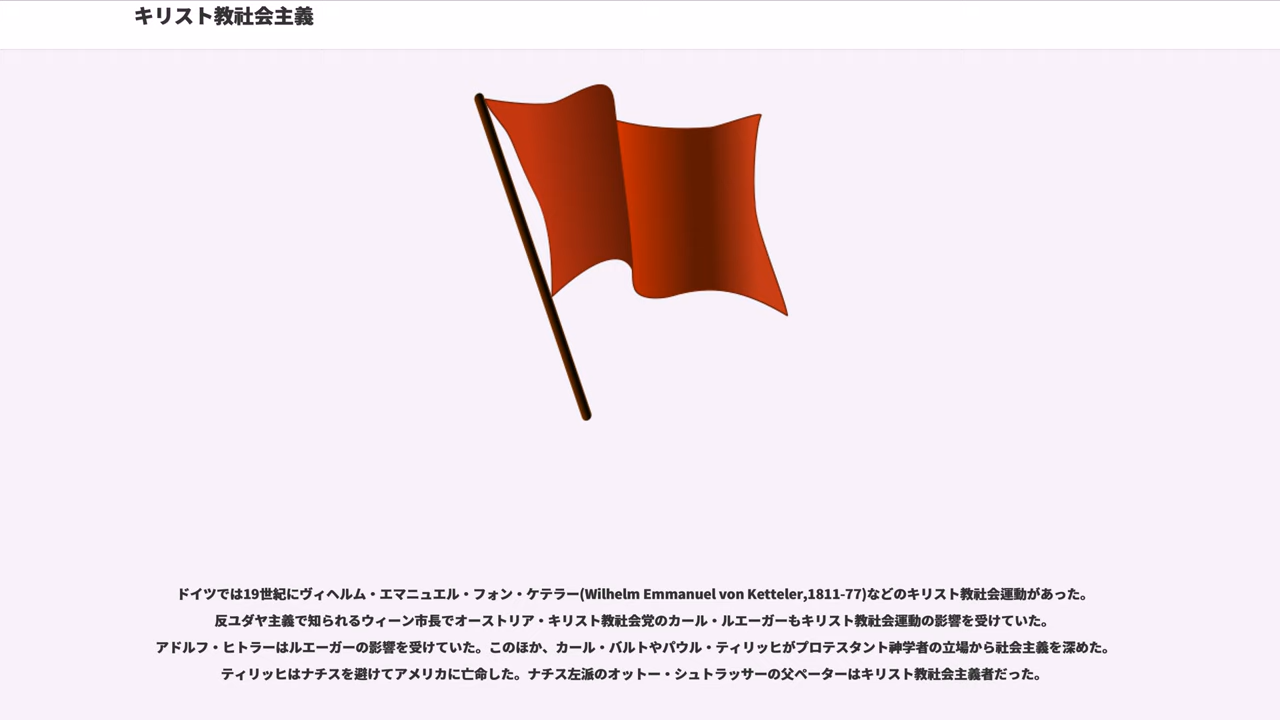 キリスト教社会主義
ドイツでは19世紀にヴィヘルム・エマニュエル・フォン・ケテラー(Wilhelm Emmanuel von Ketteler,1811-77)などのキリスト教社会運動があった。
反ユダヤ主義で知られるウィーン市長でオーストリア・キリスト教社会党のカール・ルエーガーもキリスト教社会運動の影響を受けていた。
アドルフ・ヒトラーはルエーガーの影響を受けていた。このほか、カール・バルトやパウル・ティリッヒがプロテスタント神学者の立場から社会主義を深めた。
ティリッヒはナチスを避けてアメリカに亡命した。ナチス左派のオットー・シュトラッサーの父ペーターはキリスト教社会主義者だった。